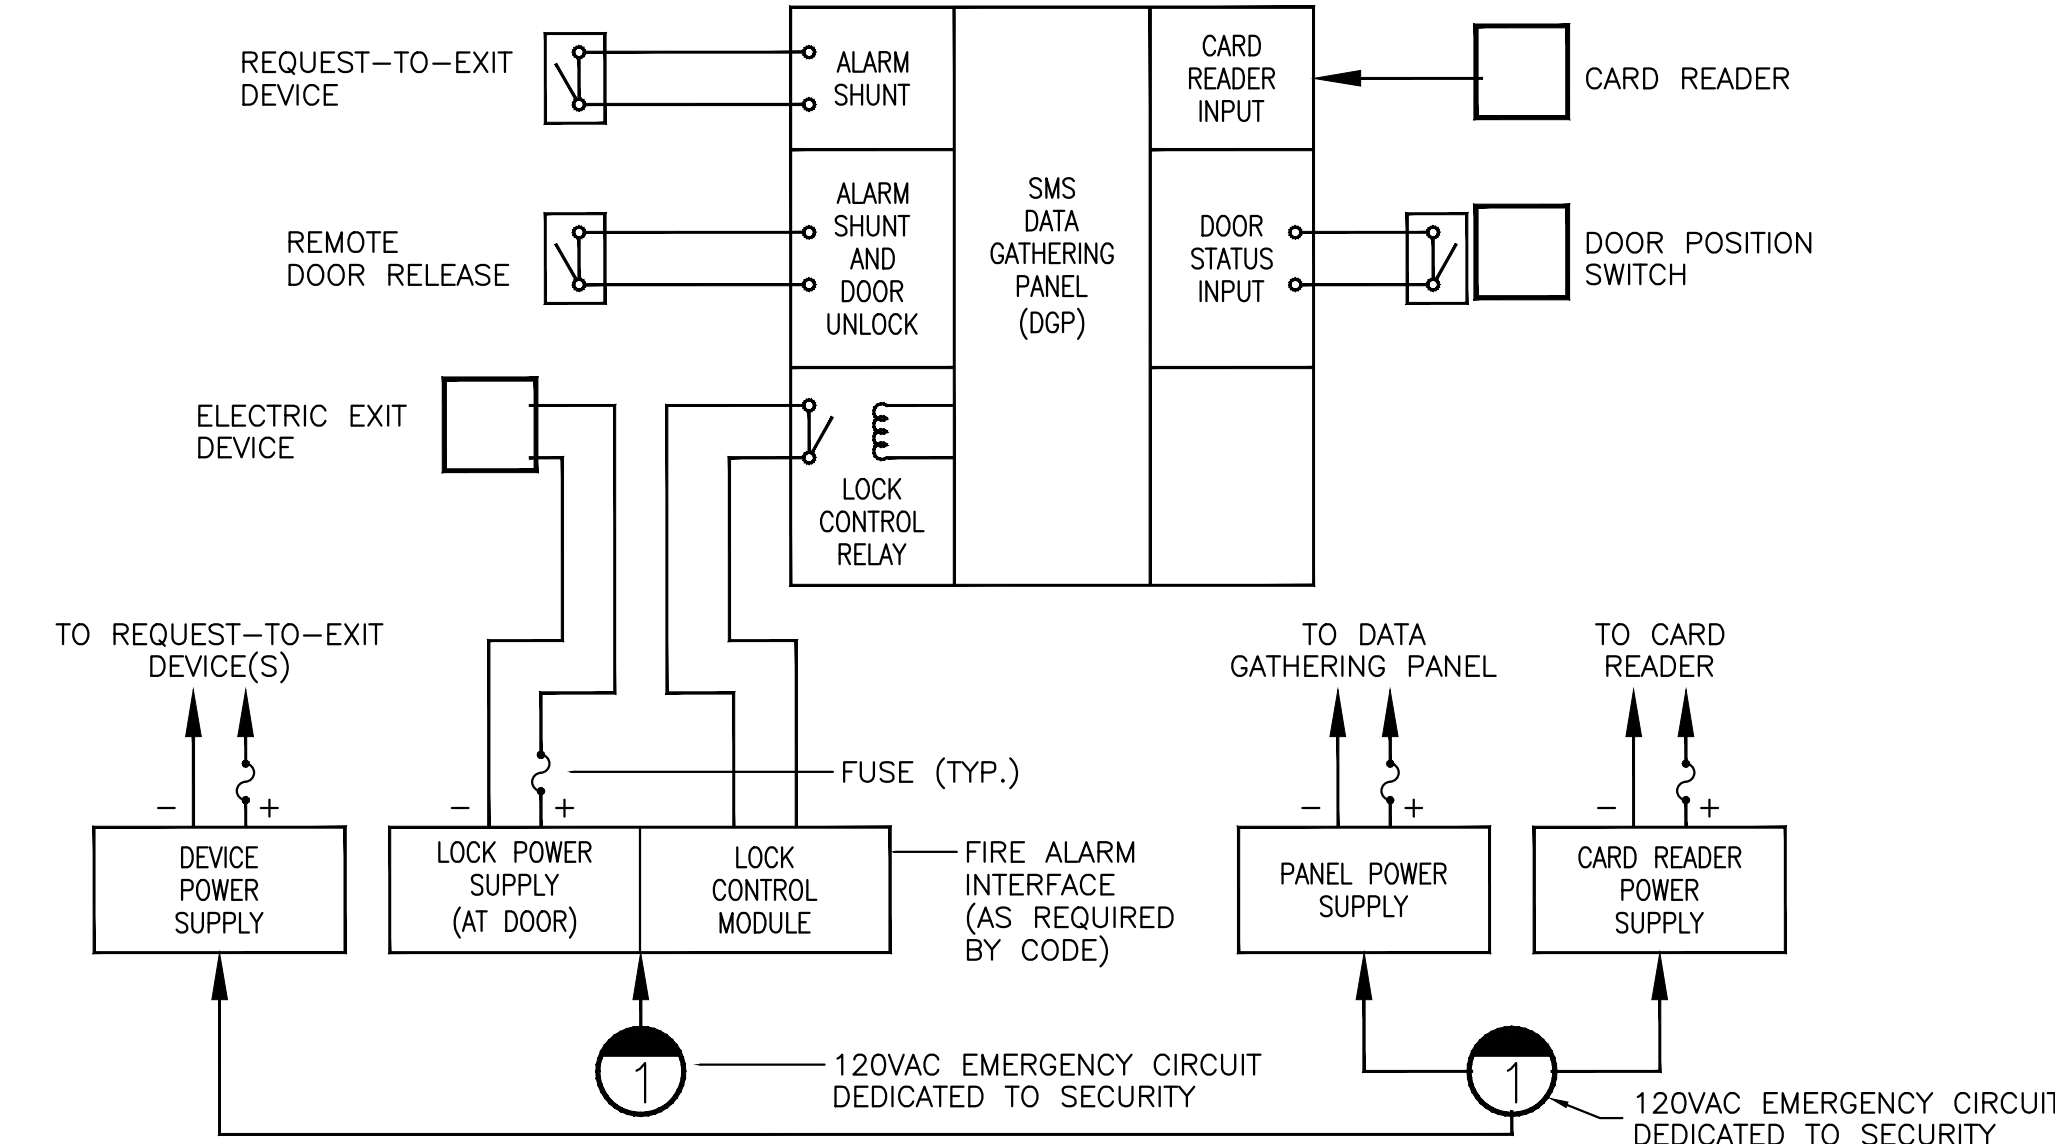 REQUEST-TO-EXIT
DEVICE
ALARM
SHUNT
CARD
READER
INPUT
CARD READER
REMOTE
DOOR RELEASE
ALARM
SHUNT
AND
DOOR
UNLOCK
SMS
DATA
GATHERING
PANEL
(DGP)
DOOR
STATUS
INPUT
DOOR POSITION
SWITCH
ELECTRIC EXIT
DEVICE
LOCK
CONTROL
RELAY
TO REQUEST-TO-EXIT
DEVICE(S)
TO DATA
GATHERING PANEL
TO CARD
READER
FUSE (TYP.)
- +
- +
- +
- +
DEVICE
POWER
SUPPLY
LOCK POWER
SUPPLY
(AT DOOR)
LOCK
CONTROL
MODULE
FIRE ALARM
INTERFACE
(AS REQUIRED
BY CODE)
PANEL POWER
SUPPLY
CARD READER
POWER
SUPPLY
1
120VAC EMERGENCY CIRCUIT
DEDICATED TO SECURITY
1
120VAC EMERGENCY CIRCUIT
DEDICATED TO SECURITY